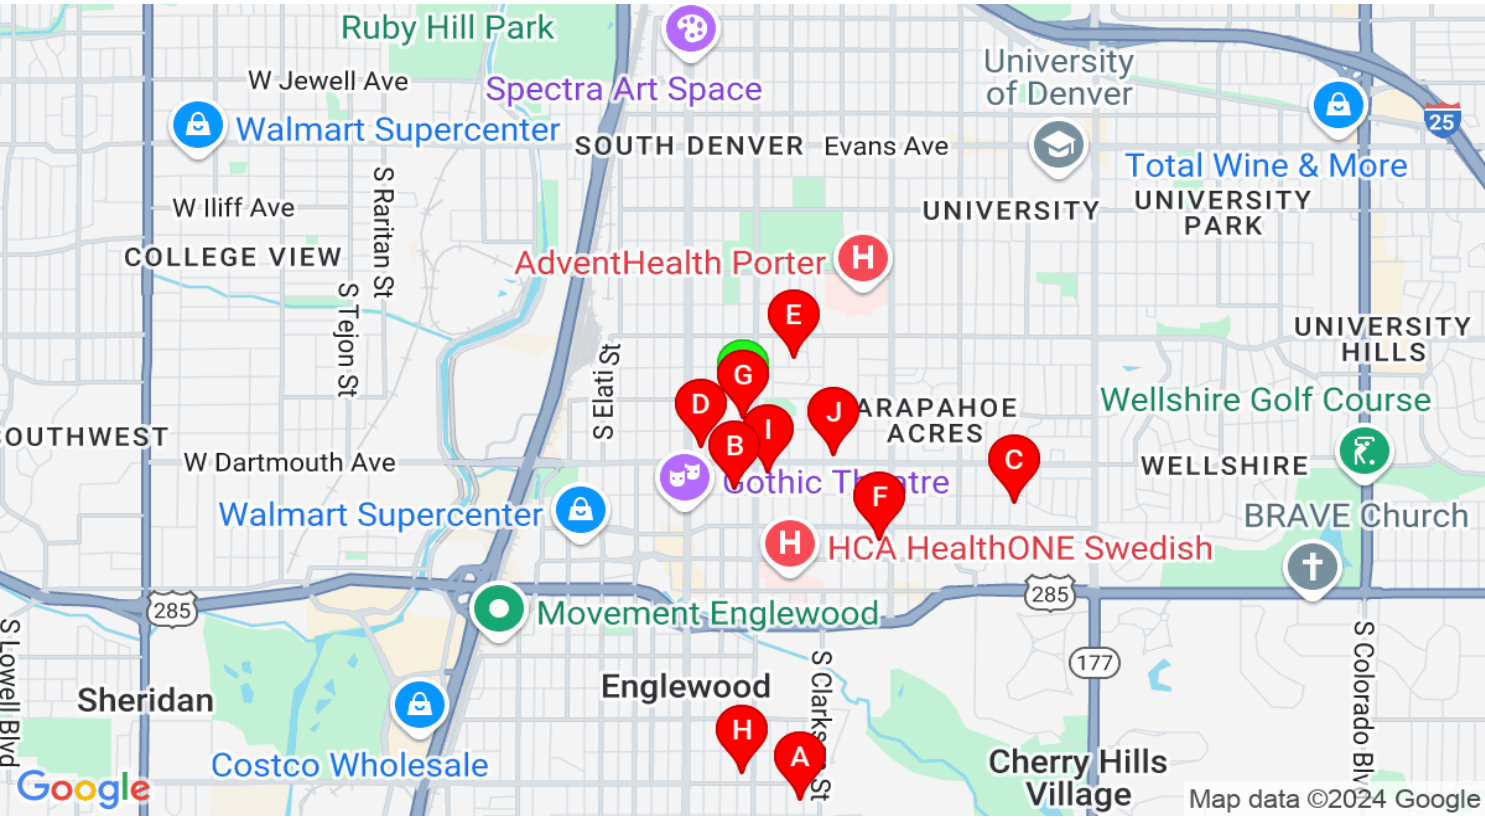 Ruby Hill Park
W Jewell Ave
Spectra Art Space
University
of Denver
25
Walmart Supercenter
SOUTH DENVER
Evans Ave
Total Wine & More
S Raritan St
W Iliff Ave
UNIVERSITY
UNIVERSITY
PARK
COLLEGE VIEW
AdventHealth Porter
H
S Tejon St
E
UNIVERSITY
HILLS
S Elati St
G
D
J
ARAPAHOE
ACRES
Wellshire Golf Course
I
B
OUTHWEST
W Dartmouth Ave
C
WELLSHIRE
Gothic Th
tre
F
Walmart Supercenter
BRAVE Church
H
HCA HealthONE Swedish
285
285
Movement Englewood
S Lowell Blvd
177
S Colorado Blv
Sheridan
Englewood
S Clarks
St
H
A
Costco Wholesale
Cherry Hills
Village
Google
Map data ©2024 Google